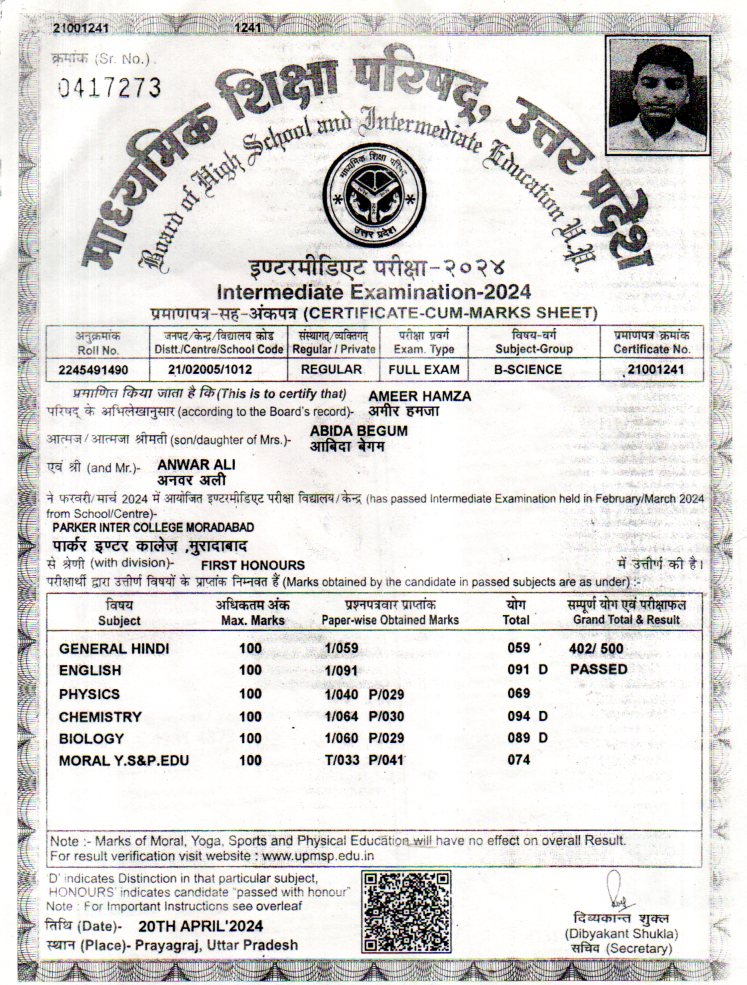 21001241 1241
क्रमांक (Sr. No.)
0417273
माध्यमिक शिक्षा परिषद्, उत्तर प्रदेश
Board of High School and Intermediate Education U.P.
माध्यमिक शिक्षा परिषद्
उत्तर प्रदेश
इण्टरमीडिएट परीक्षा-२०२४
Intermediate Examination-2024
प्रमाणपत्र-सह-अंकपत्र (CERTIFICATE-CUM-MARKS SHEET)
अनुक्रमांक जनपद/केन्द्र/विद्यालय कोड संस्थागत/व्यक्तिगत परीक्षा प्रवर्ग विषय-वर्ग प्रमाणपत्र क्रमांक
Roll No. Distt./Centre/School Code Regular / Private Exam. Type Subject-Group Certificate No.
2245491490 21/02005/1012 REGULAR FULL EXAM B-SCIENCE 21001241
प्रमाणित किया जाता है कि (This is to certify that) AMEER HAMZA
परिषद् के अभिलेखानुसार (according to the Board's record)- अमीर हमजा
ABIDA BEGUM
आत्मज/आत्मजा श्रीमती (son/daughter of Mrs.)- आबिदा बेगम
एवं श्री (and Mr.)- ANWAR ALI
अनवर अली
ने फरवरी/मार्च 2024 में आयोजित इण्टरमीडिएट परीक्षा विद्यालय/केन्द्र (has passed Intermediate Examination held in February/March 2024
from School/Centre)-
PARKER INTER COLLEGE MORADABAD
पार्कर इण्टर कालेज ,मुरादाबाद
से श्रेणी (with division)- FIRST HONOURS में उत्तीर्ण की है।
परीक्षार्थी द्वारा उत्तीर्ण विषयों के प्राप्तांक निम्नवत हैं (Marks obtained by the candidate in passed subjects are as under) :-
विषय अधिकतम अंक प्रश्नपत्रवार प्राप्तांक योग सम्पूर्ण योग एवं परीक्षाफल
Subject Max. Marks Paper-wise Obtained Marks Total Grand Total & Result
GENERAL HINDI 100 1/059 059 402/ 500
ENGLISH 100 1/091 091 D PASSED
PHYSICS 100 1/040 P/029 069
CHEMISTRY 100 1/064 P/030 094 D
BIOLOGY 100 1/060 P/029 089 D
MORAL Y.S&P.EDU 100 T/033 P/041 074
Note :- Marks of Moral, Yoga, Sports and Physical Education will have no effect on overall Result.
For result verification visit website : www.upmsp.edu.in
'D' indicates Distinction in that particular subject,
HONOURS' indicates candidate "passed with honour"
Note : For Important Instructions see overleaf
तिथि (Date)- 20TH APRIL'2024
स्थान (Place)- Prayagraj, Uttar Pradesh
दिव्यकान्त शुक्ल
(Dibyakant Shukla)
सचिव (Secretary)